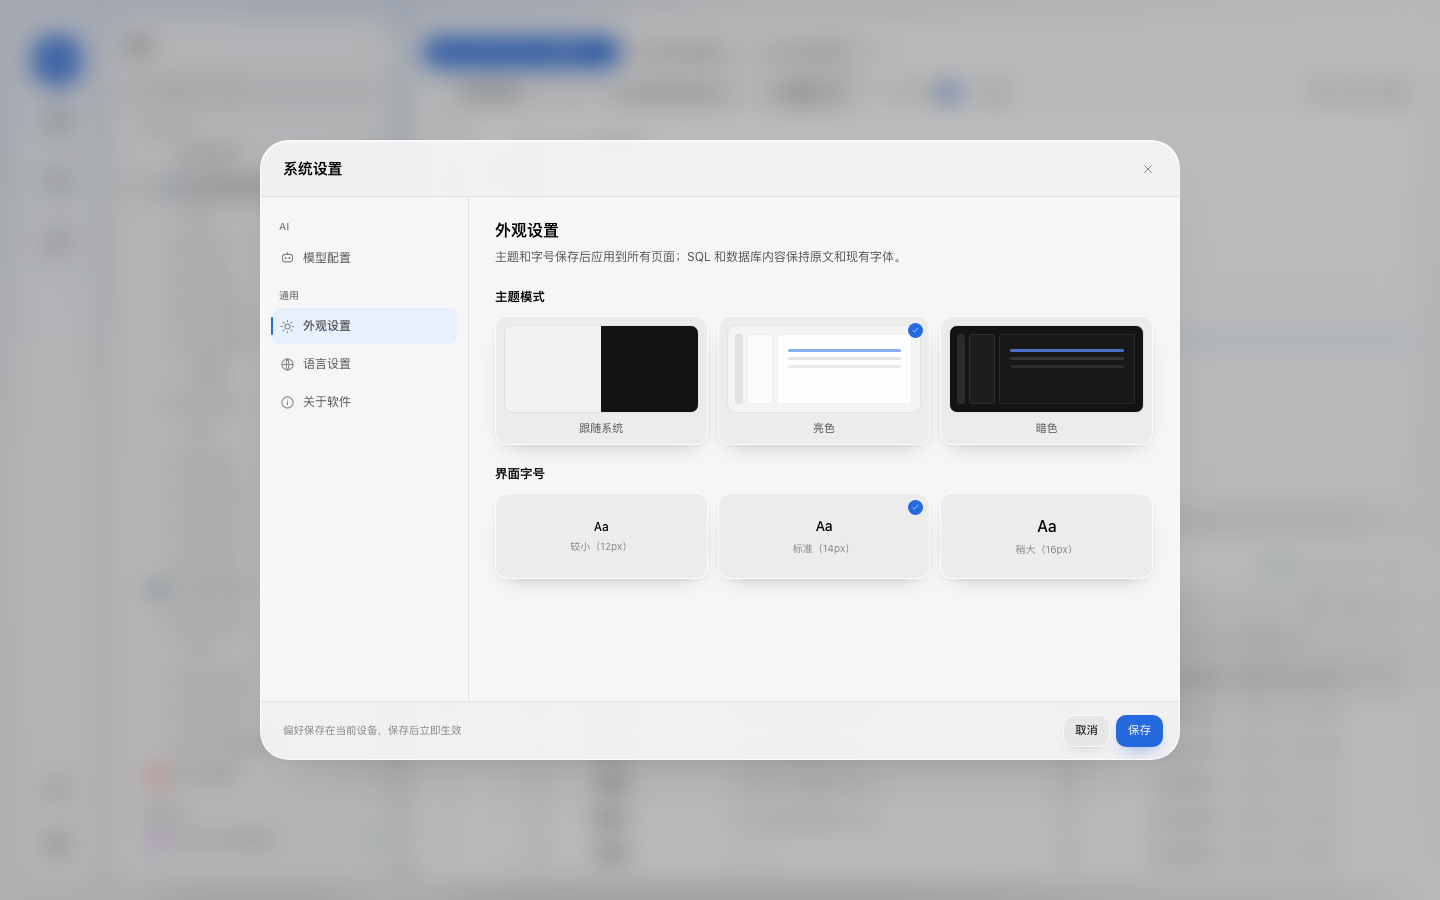 系统设置
AI
模型配置
通用
外观设置
语言设置
关于软件
外观设置
主题和字号保存后应用到所有页面；SQL 和数据库内容保持原文和现有字体。
主题模式
跟随系统
亮色
暗色
界面字号
Aa
较小（12px）
Aa
标准（14px）
Aa
稍大（16px）
偏好保存在当前设备，保存后立即生效
取消
保存